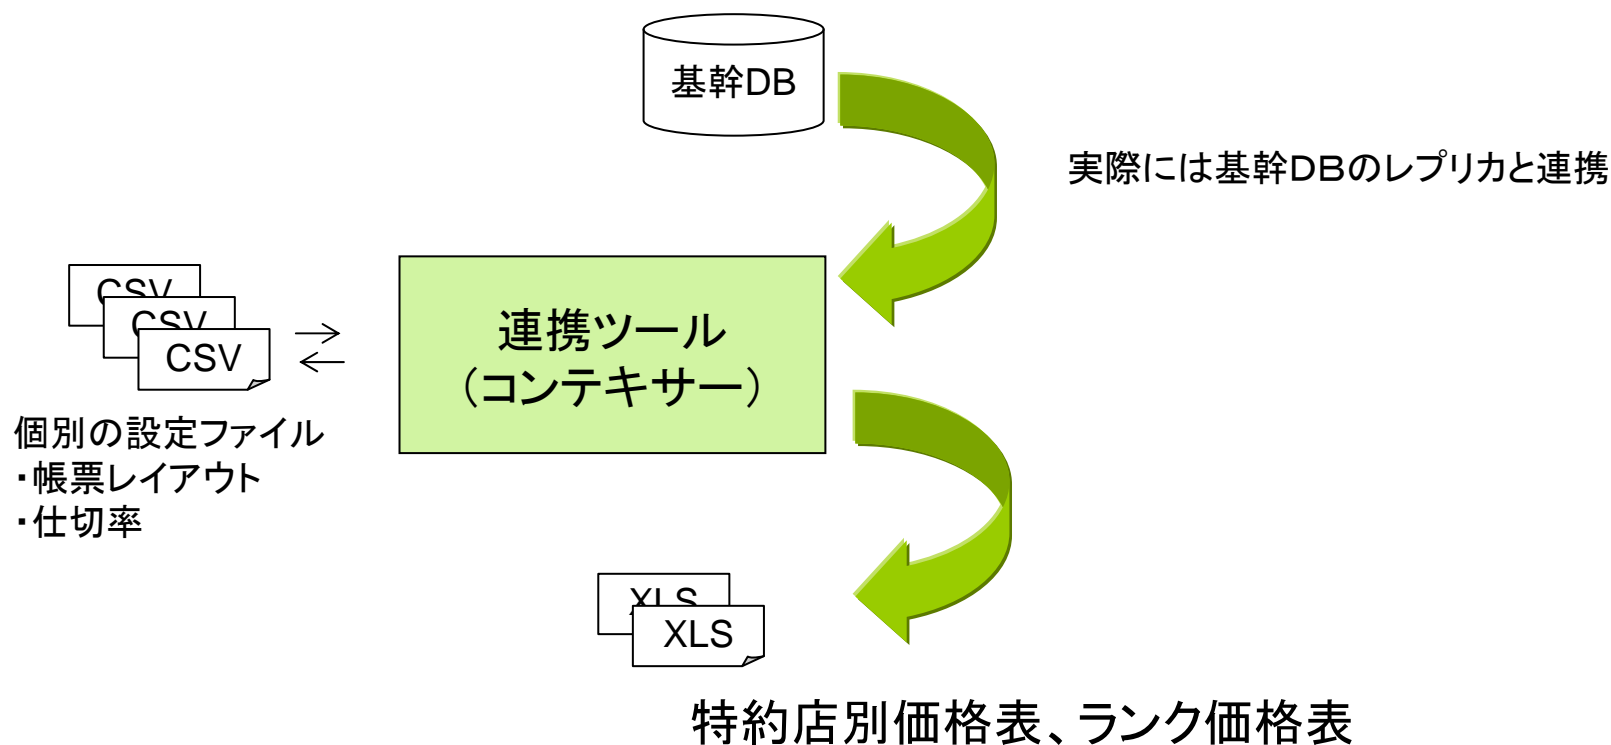 基幹DB
実際には基幹DBのレプリカと連携
CSV
CSV
CSV
連携ツール
（コンテキサー）
個別の設定ファイル
・帳票レイアウト
・仕切率
XLS
XLS
特約店別価格表、ランク価格表